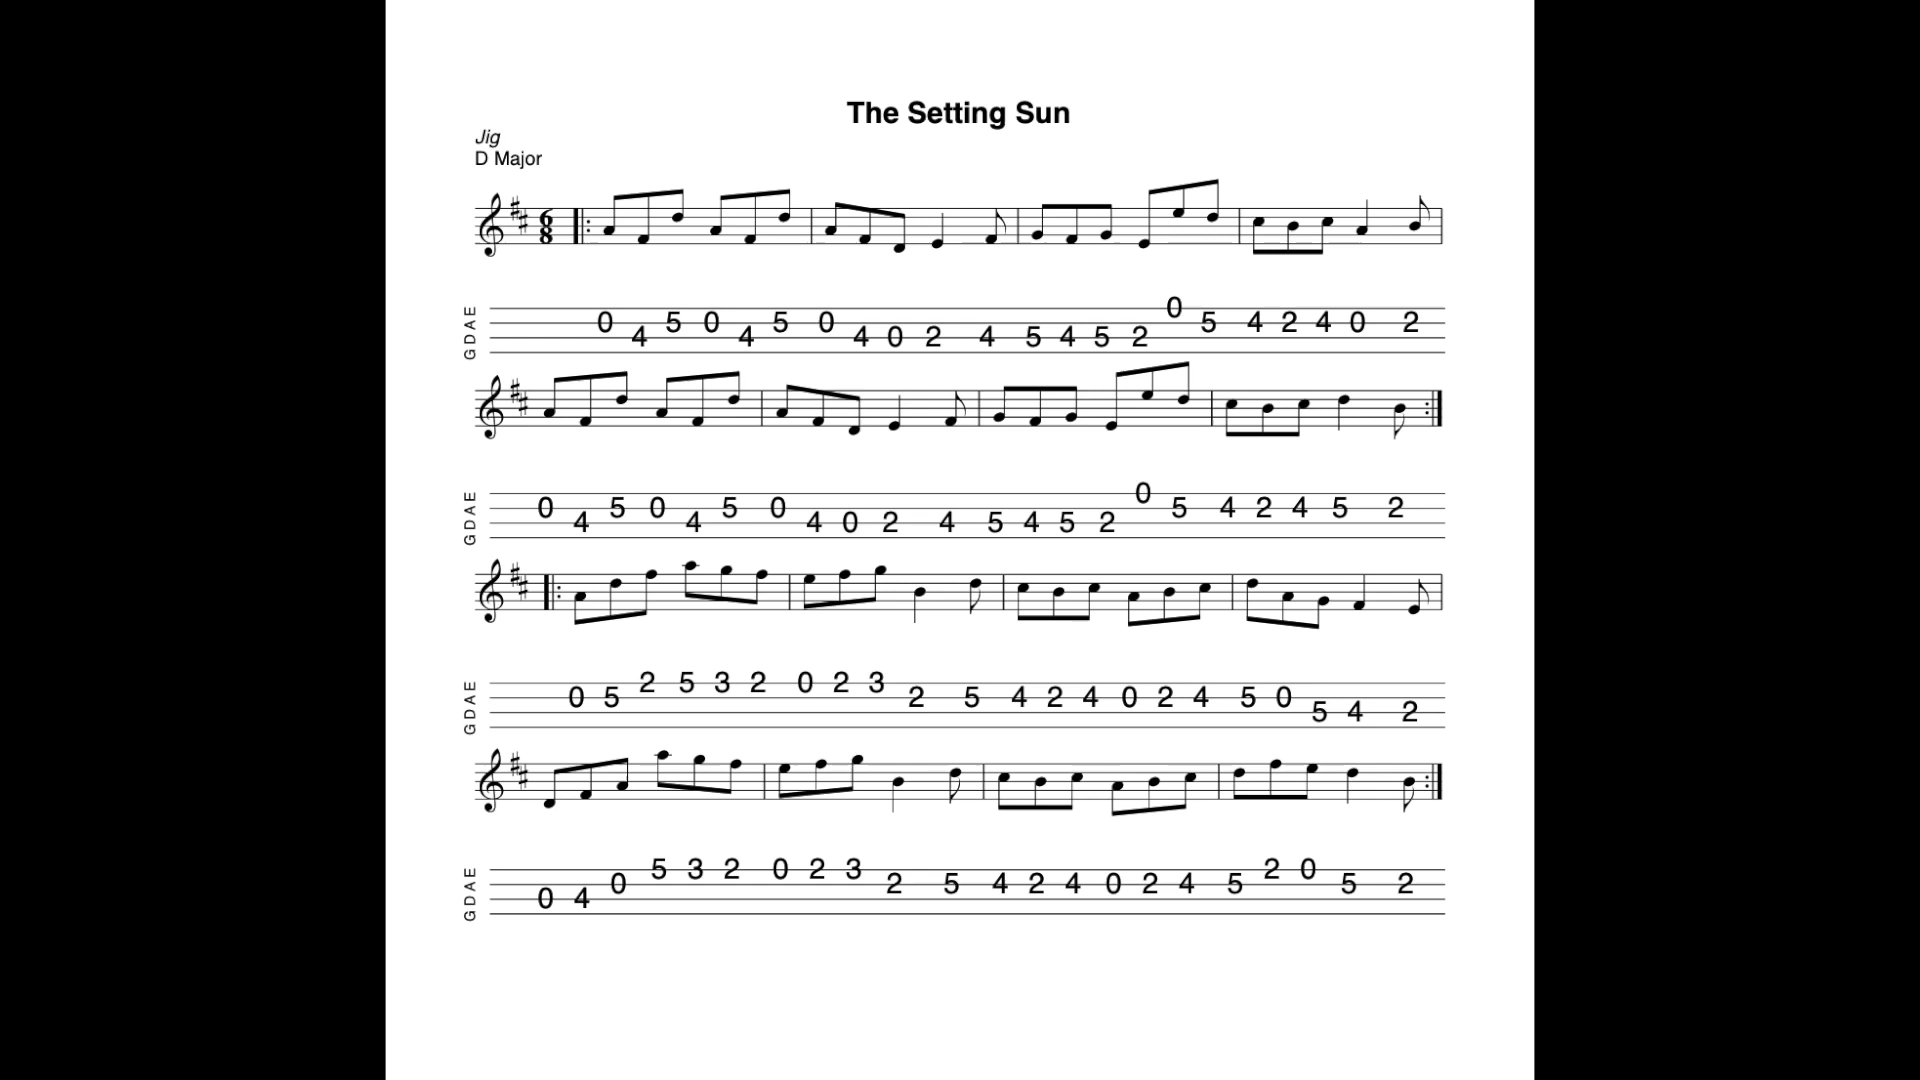 The Setting Sun
Jig
D Major
6
8
E
A
D
G
0 4 5 0 4 5 0 4 0 2 4 5 4 5 2 0 5 4 2 4 0 2
E
A
D
G
0 4 5 0 4 5 0 4 0 2 4 5 4 5 2 0 5 4 2 4 5 2
E
A
D
G
0 5 2 5 3 2 0 2 3 2 5 4 2 4 0 2 4 5 0 5 4 2
E
A
D
G
0 4 0 5 3 2 0 2 3 2 5 4 2 4 0 2 4 5 2 0 5 2